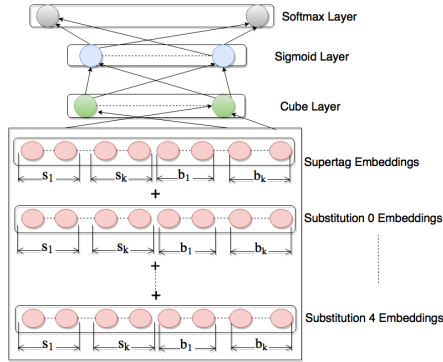 Softmax Layer
Sigmoid Layer
Cube Layer
Supertag Embeddings
s1 sk b1 bk
+
Substitution 0 Embeddings
s1 sk b1 bk
+
+
Substitution 4 Embeddings
s1 sk b1 bk